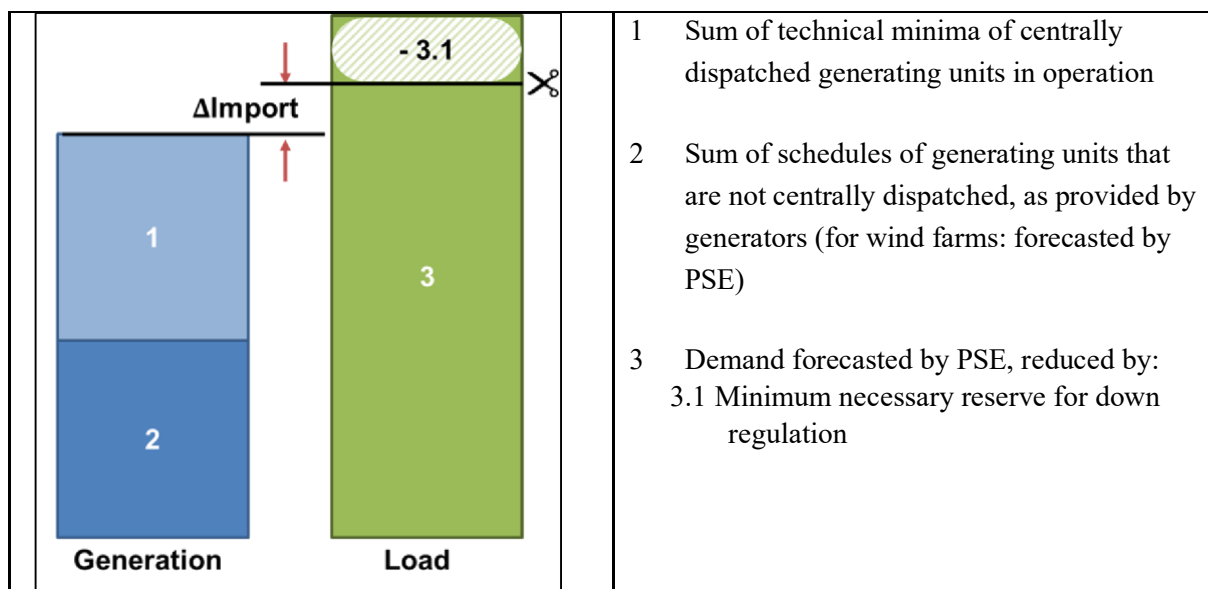 - 3.1
ΔImport
1
3
2
Generation
Load
1 Sum of technical minima of centrally
dispatched generating units in operation
2 Sum of schedules of generating units that
are not centrally dispatched, as provided by
generators (for wind farms: forecasted by
PSE)
3 Demand forecasted by PSE, reduced by:
3.1 Minimum necessary reserve for down
regulation